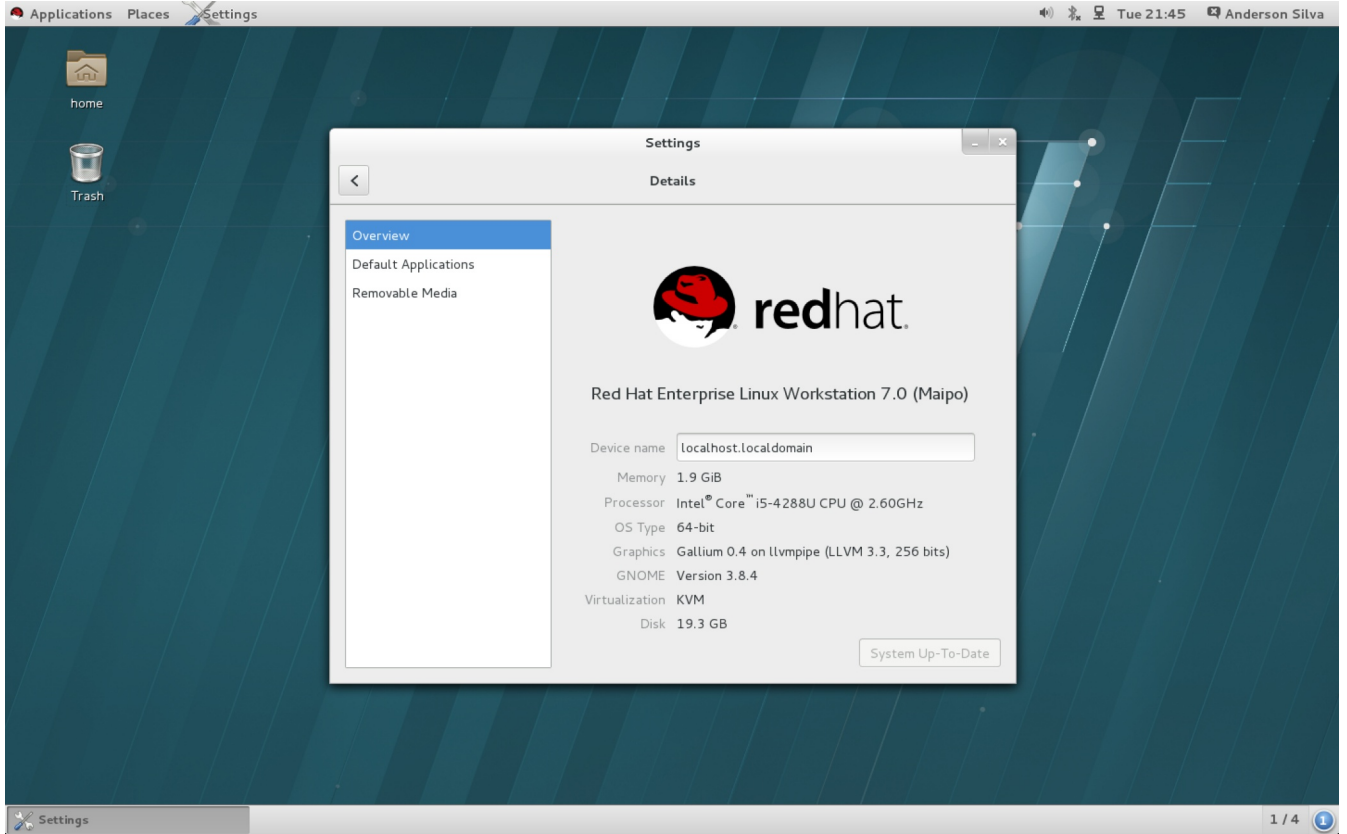 Applications Places Settings Tue 21:45 Anderson Silva
home
Trash
Settings
Details
Overview
Default Applications
Removable Media
redhat.
Red Hat Enterprise Linux Workstation 7.0 (Maipo)
Device name localhost.localdomain
Memory 1.9 GiB
Processor Intel® Core™ i5-4288U CPU @ 2.60GHz
OS Type 64-bit
Graphics Gallium 0.4 on llvmpipe (LLVM 3.3, 256 bits)
GNOME Version 3.8.4
Virtualization KVM
Disk 19.3 GB
System Up-To-Date
Settings 1 / 4 1